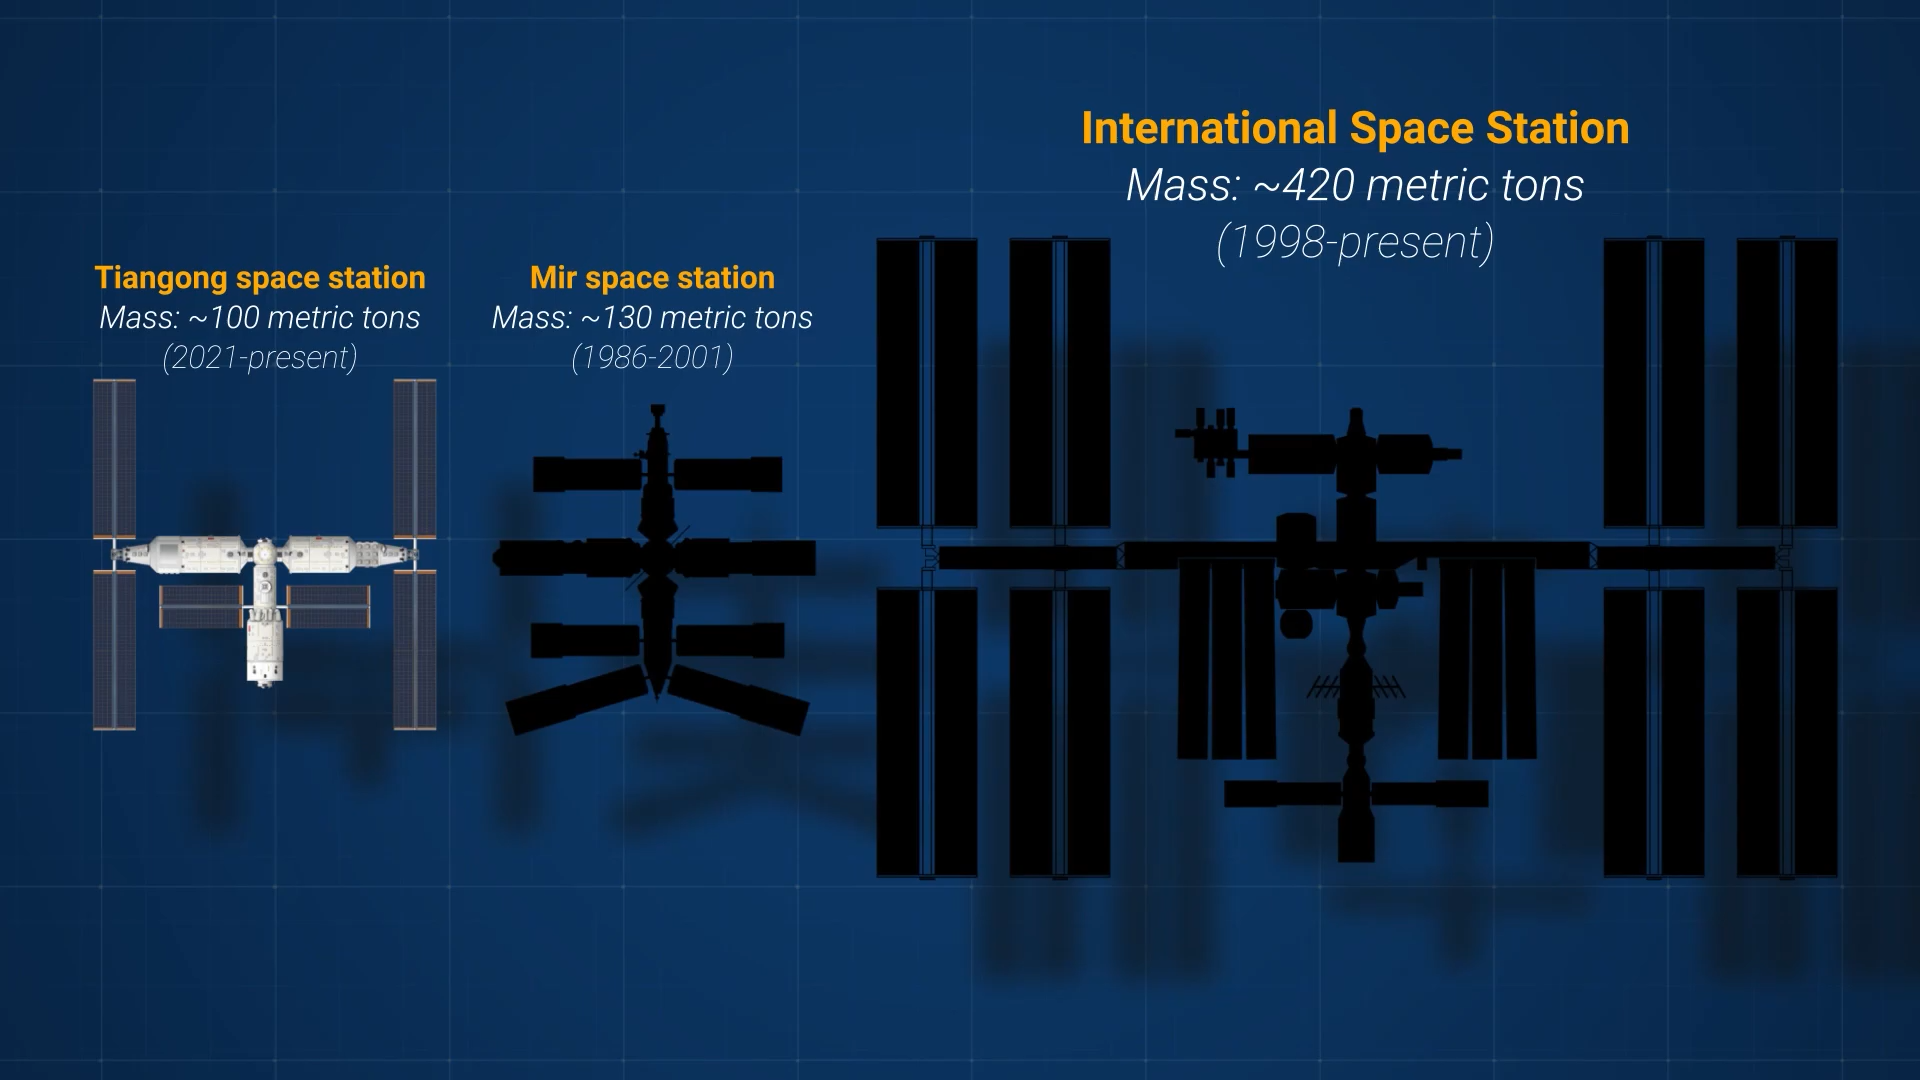 International Space Station
Mass: ~420 metric tons
(1998-present)
Tiangong space station
Mass: ~100 metric tons
(2021-present)
Mir space station
Mass: ~130 metric tons
(1986-2001)